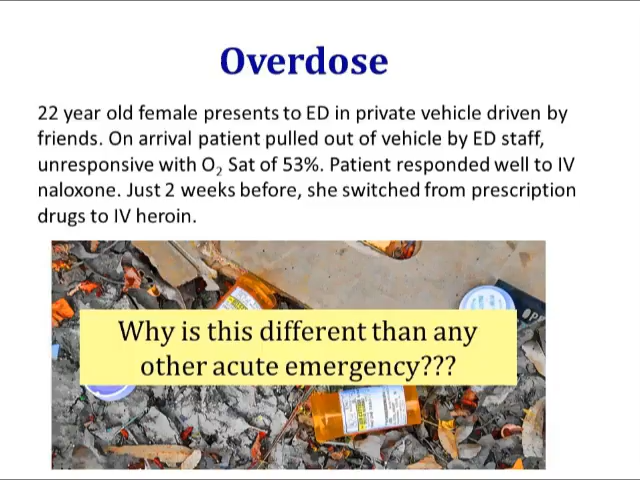 Overdose
22 year old female presents to ED in private vehicle driven by
friends. On arrival patient pulled out of vehicle by ED staff,
unresponsive with O₂ Sat of 53%. Patient responded well to IV
naloxone. Just 2 weeks before, she switched from prescription
drugs to IV heroin.
Why is this different than any
other acute emergency???